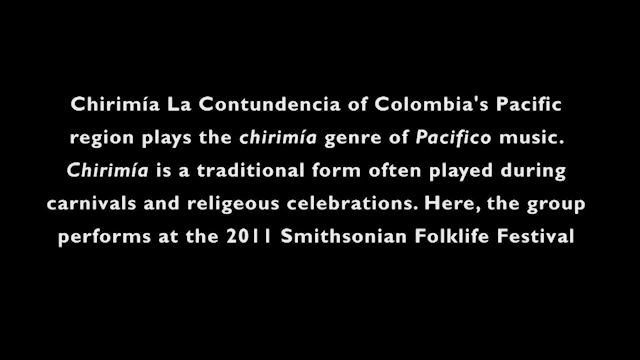 Chirimía La Contundencia of Colombia's Pacific
region plays the chirimía genre of Pacifico music.
Chirimía is a traditional form often played during
carnivals and religeous celebrations. Here, the group
performs at the 2011 Smithsonian Folklife Festival